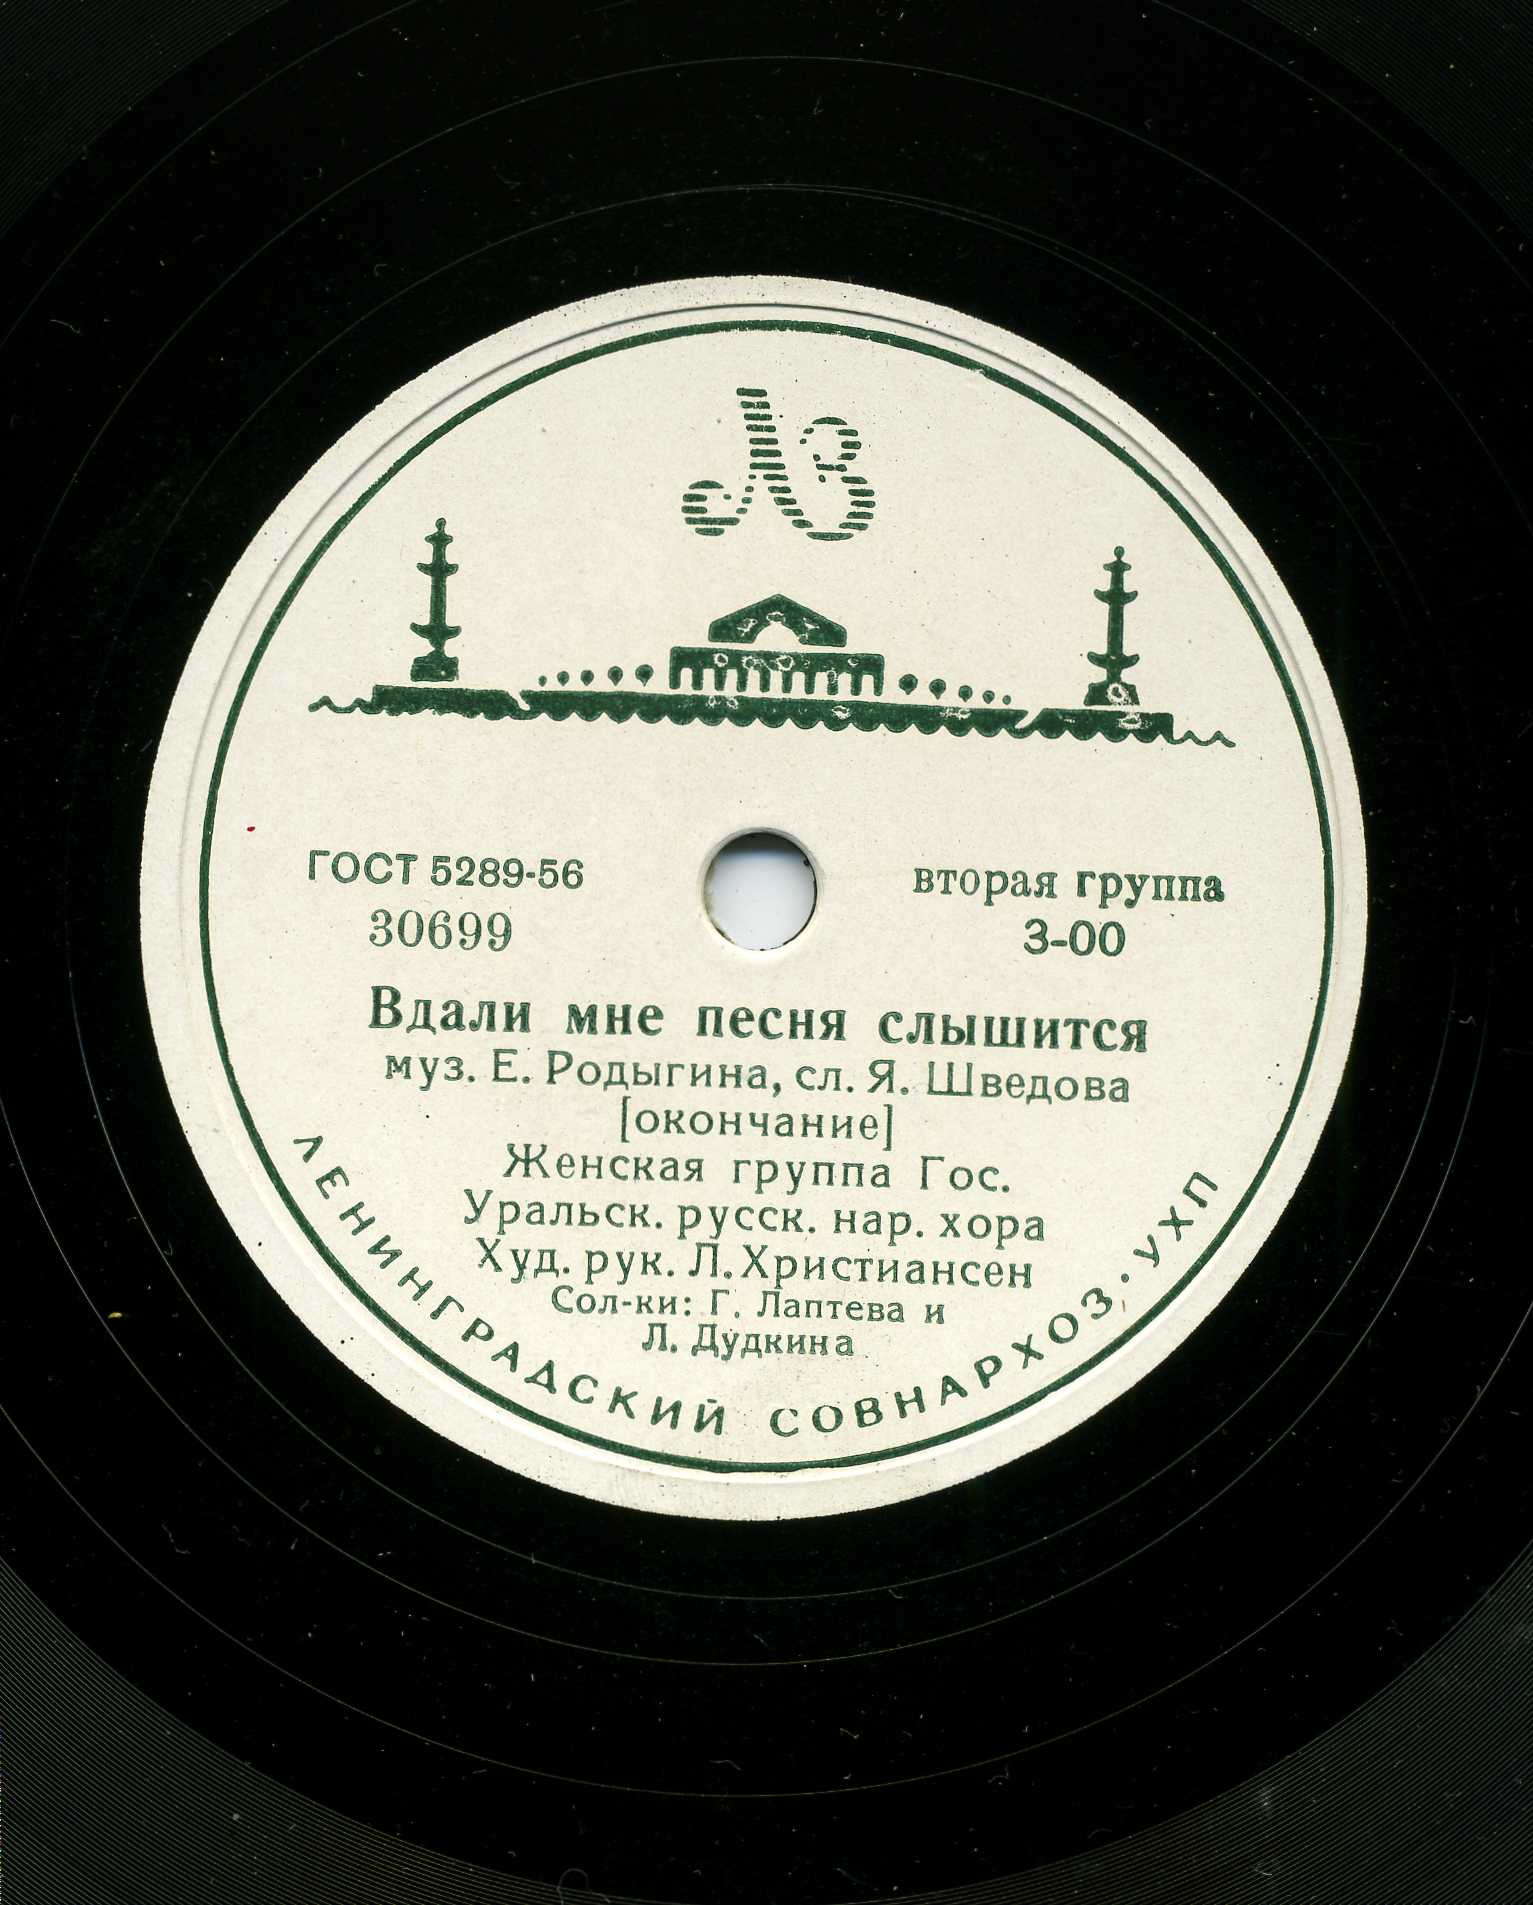 ЛЗ
ГОСТ 5289-56
вторая группа
30699
3-00
Вдали мне песня слышится
муз. Е. Родыгина, сл. Я. Шведова
[окончание]
Женская группа Гос.
Уральск. русск. нар. хора
Худ. рук. Л. Христиансен
Сол-ки: Г. Лаптева и
Л. Дудкина
ЛЕНИНГРАДСКИЙ СОВНАРХОЗ · УХП